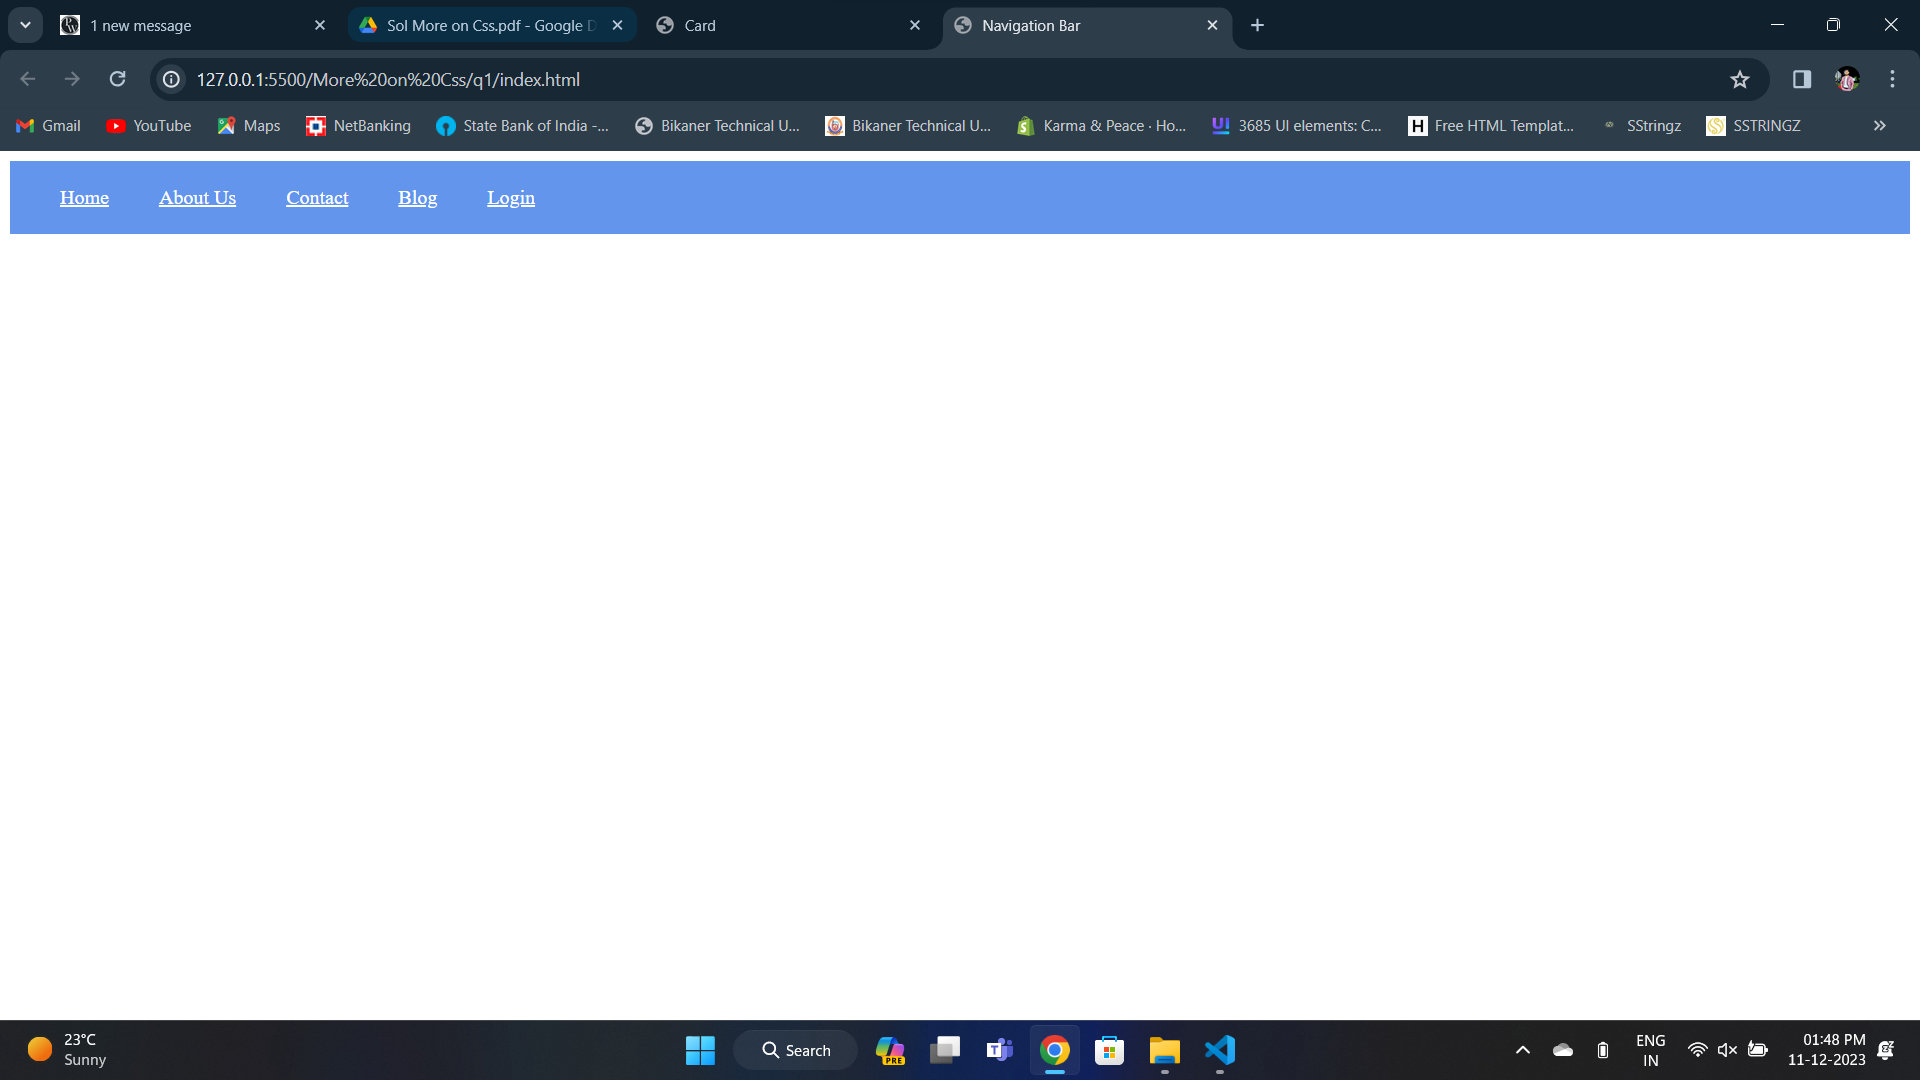 1 new message
Sol More on Css.pdf - Google D
Card
Navigation Bar
127.0.0.1:5500/More%20on%20Css/q1/index.html
Gmail
YouTube
Maps
NetBanking
State Bank of India -...
Bikaner Technical U...
Bikaner Technical U...
Karma & Peace · Ho...
3685 UI elements: C...
H
Free HTML Templat...
SStringz
SSTRINGZ
Home
About Us
Contact
Blog
Login
23°C
Sunny
Search
PRE
ENG
IN
01:48 PM
11-12-2023